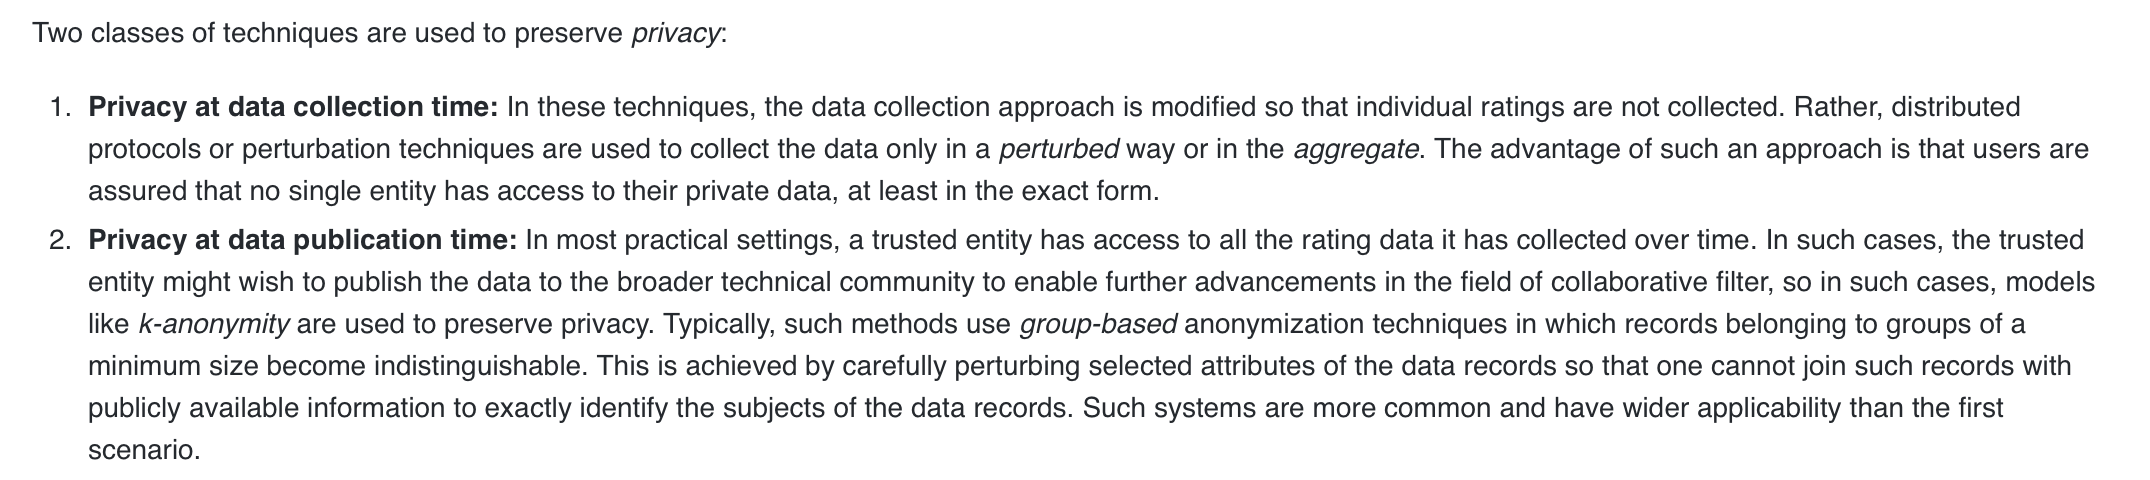 Two classes of techniques are used to preserve privacy:
1. Privacy at data collection time: In these techniques, the data collection approach is modified so that individual ratings are not collected. Rather, distributed
protocols or perturbation techniques are used to collect the data only in a perturbed way or in the aggregate. The advantage of such an approach is that users are
assured that no single entity has access to their private data, at least in the exact form.
2. Privacy at data publication time: In most practical settings, a trusted entity has access to all the rating data it has collected over time. In such cases, the trusted
entity might wish to publish the data to the broader technical community to enable further advancements in the field of collaborative filter, so in such cases, models
like k-anonymity are used to preserve privacy. Typically, such methods use group-based anonymization techniques in which records belonging to groups of a
minimum size become indistinguishable. This is achieved by carefully perturbing selected attributes of the data records so that one cannot join such records with
publicly available information to exactly identify the subjects of the data records. Such systems are more common and have wider applicability than the first
scenario.